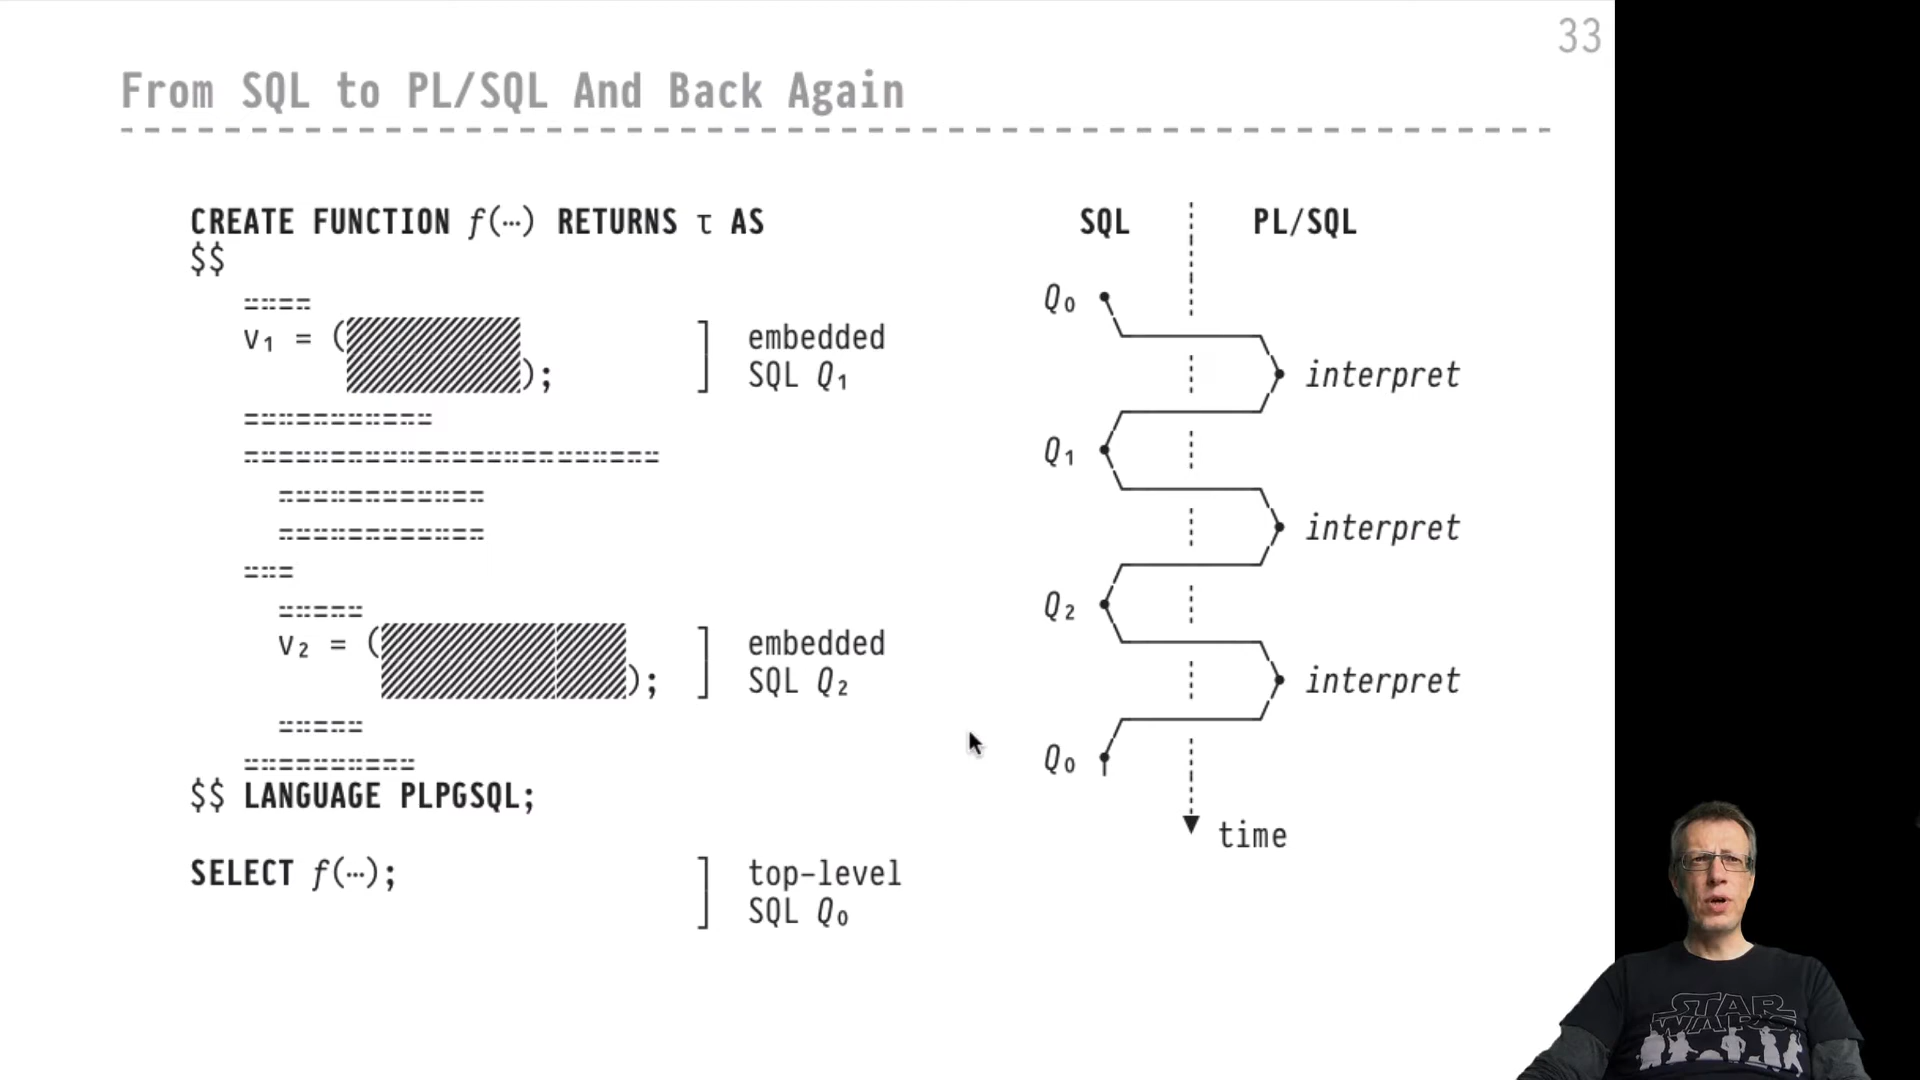 33
From SQL to PL/SQL And Back Again
CREATE FUNCTION f(⋯) RETURNS τ AS
$$
v₁ = (
);
embedded
SQL Q₁
v₂ = (
);
embedded
SQL Q₂
$$ LANGUAGE PLPGSQL;
SELECT f(⋯);
top-level
SQL Q₀
SQL
PL/SQL
Q₀
interpret
Q₁
interpret
Q₂
interpret
Q₀
time
STAR
WARS